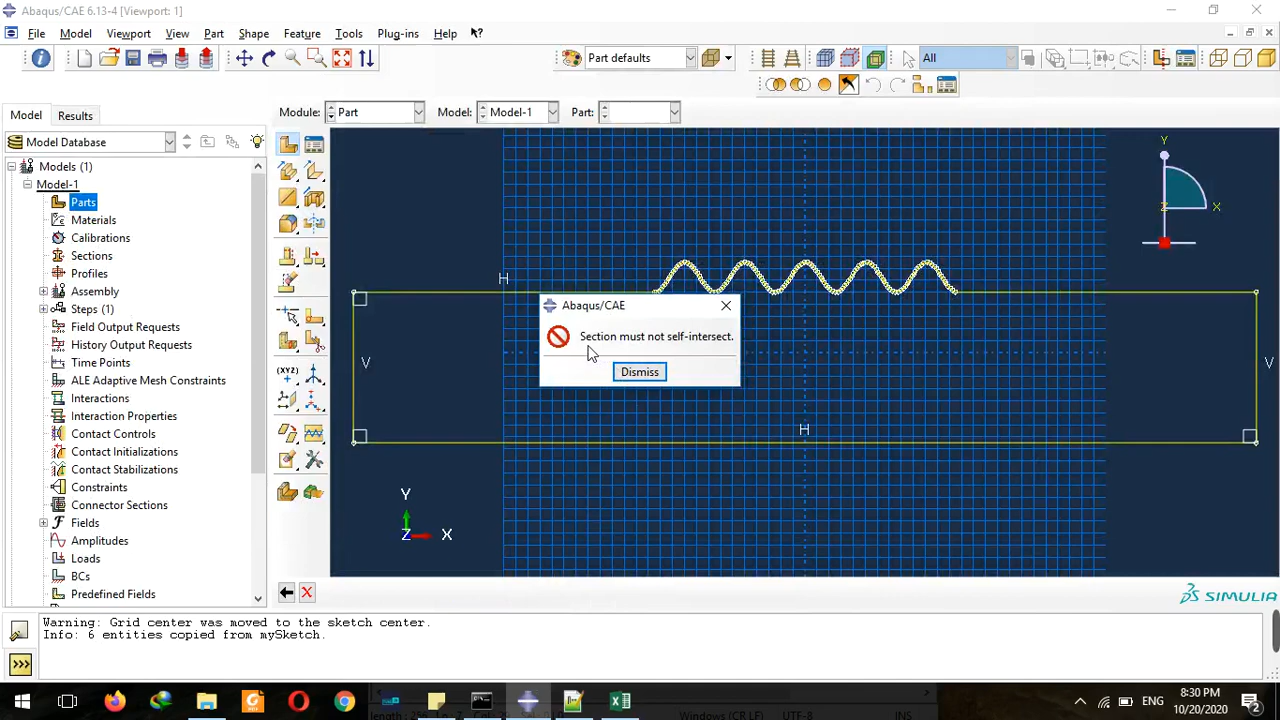 Abaqus/CAE 6.13-4 [Viewport: 1]
File Model Viewport View Part Shape Feature Tools Plug-ins Help
Part defaults
All
Model Results
Module: Part Model: Model-1 Part:
Model Database
Models (1)
Model-1
Parts
Materials
Calibrations
Sections
Profiles
Assembly
Steps (1)
Field Output Requests
History Output Requests
Time Points
ALE Adaptive Mesh Constraints
Interactions
Interaction Properties
Contact Controls
Contact Initializations
Contact Stabilizations
Constraints
Connector Sections
Fields
Amplitudes
Loads
BCs
Predefined Fields
(XYZ)
Y
Z
X
H
V
V
H
Y
Z
X
Abaqus/CAE
Section must not self-intersect.
Dismiss
SIMULIA
Warning: Grid center was moved to the sketch center.
Info: 6 entities copied from mySketch.
>>>
ENG
8:30 PM
10/20/2020
2